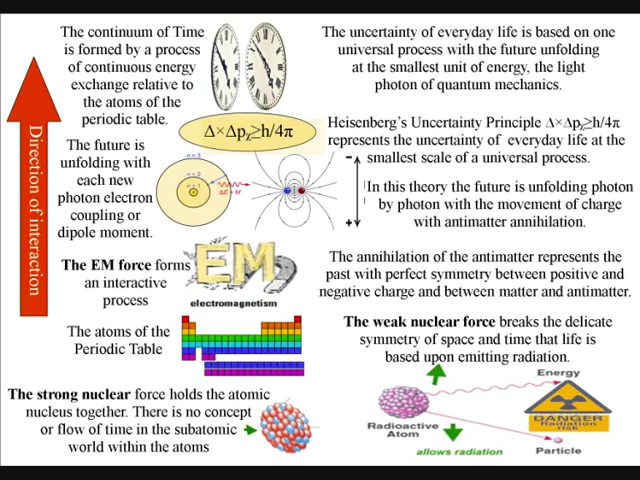 The continuum of Time
is formed by a process
of continuous energy
exchange relative to
the atoms of the
periodic table.
The uncertainty of everyday life is based on one
universal process with the future unfolding
at the smallest unit of energy, the light
photon of quantum mechanics.
Δ×Δpᵪ≥h/4π
Heisenberg's Uncertainty Principle Δ×Δpᵪ≥h/4π
represents the uncertainty of everyday life at the
smallest scale of a universal process.
Direction of interaction
The future is
unfolding with
each new
photon electron
coupling or
dipole moment.
n = 3
n = 2
n = 1
-
+
In this theory the future is unfolding photon
by photon with the movement of charge
with antimatter annihilation.
The EM force forms
an interactive
process
EM
electromagnetism
The annihilation of the antimatter represents the
past with perfect symmetry between positive and
negative charge and between matter and antimatter.
The atoms of the
Periodic Table
The weak nuclear force breaks the delicate
symmetry of space and time that life is
based upon emitting radiation.
The strong nuclear force holds the atomic
nucleus together. There is no concept
or flow of time in the subatomic
world within the atoms
Energy
Radioactive
Atom
DANGER
Radiation
risk
allows radiation
Particle